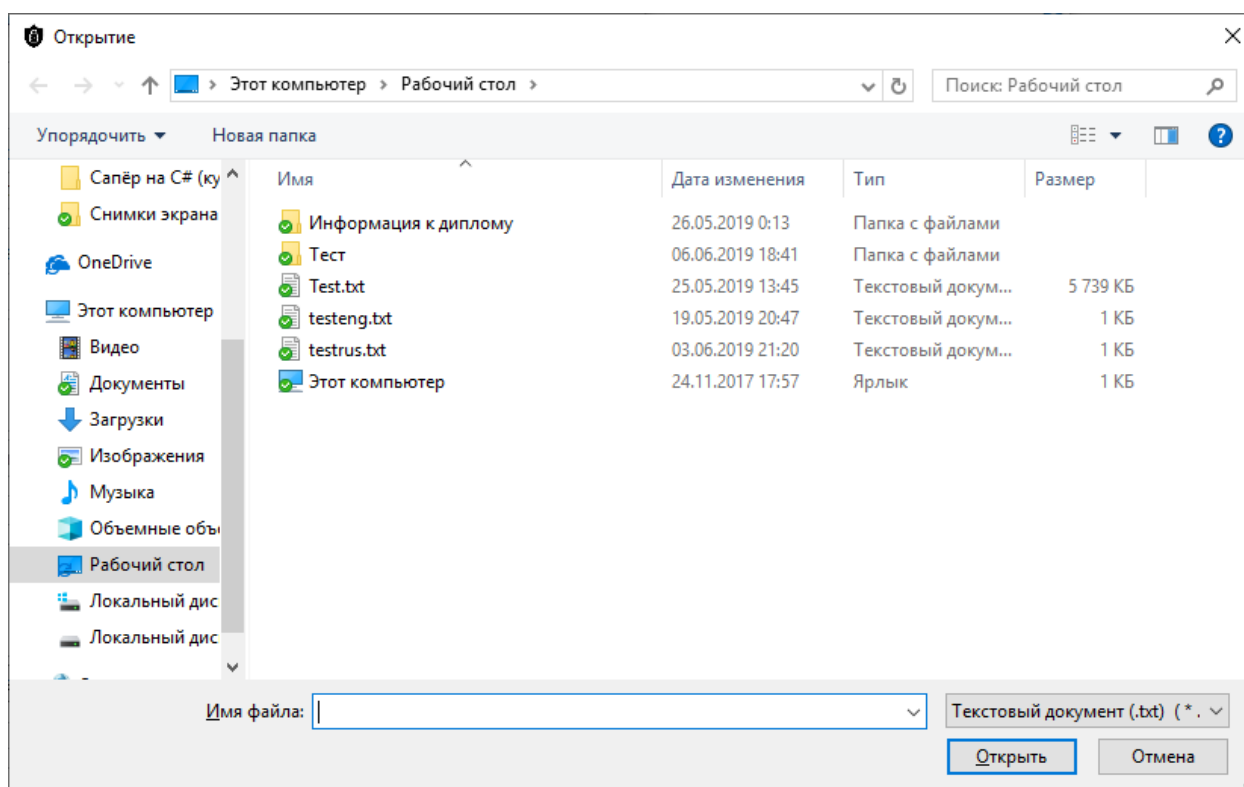 Открытие
Этот компьютер > Рабочий стол >
Поиск: Рабочий стол
Упорядочить
Новая папка
?
Сапёр на C# (ку
Снимки экрана
OneDrive
Этот компьютер
Видео
Документы
Загрузки
Изображения
Музыка
Объемные объ
Рабочий стол
Локальный дис
Локальный дис
Имя Дата изменения Тип Размер
Информация к диплому 26.05.2019 0:13 Папка с файлами
Тест 06.06.2019 18:41 Папка с файлами
Test.txt 25.05.2019 13:45 Текстовый докум... 5 739 КБ
testeng.txt 19.05.2019 20:47 Текстовый докум... 1 КБ
testrus.txt 03.06.2019 21:20 Текстовый докум... 1 КБ
Этот компьютер 24.11.2017 17:57 Ярлык 1 КБ
Имя файла:
Текстовый документ (.txt) (*.
Открыть
Отмена